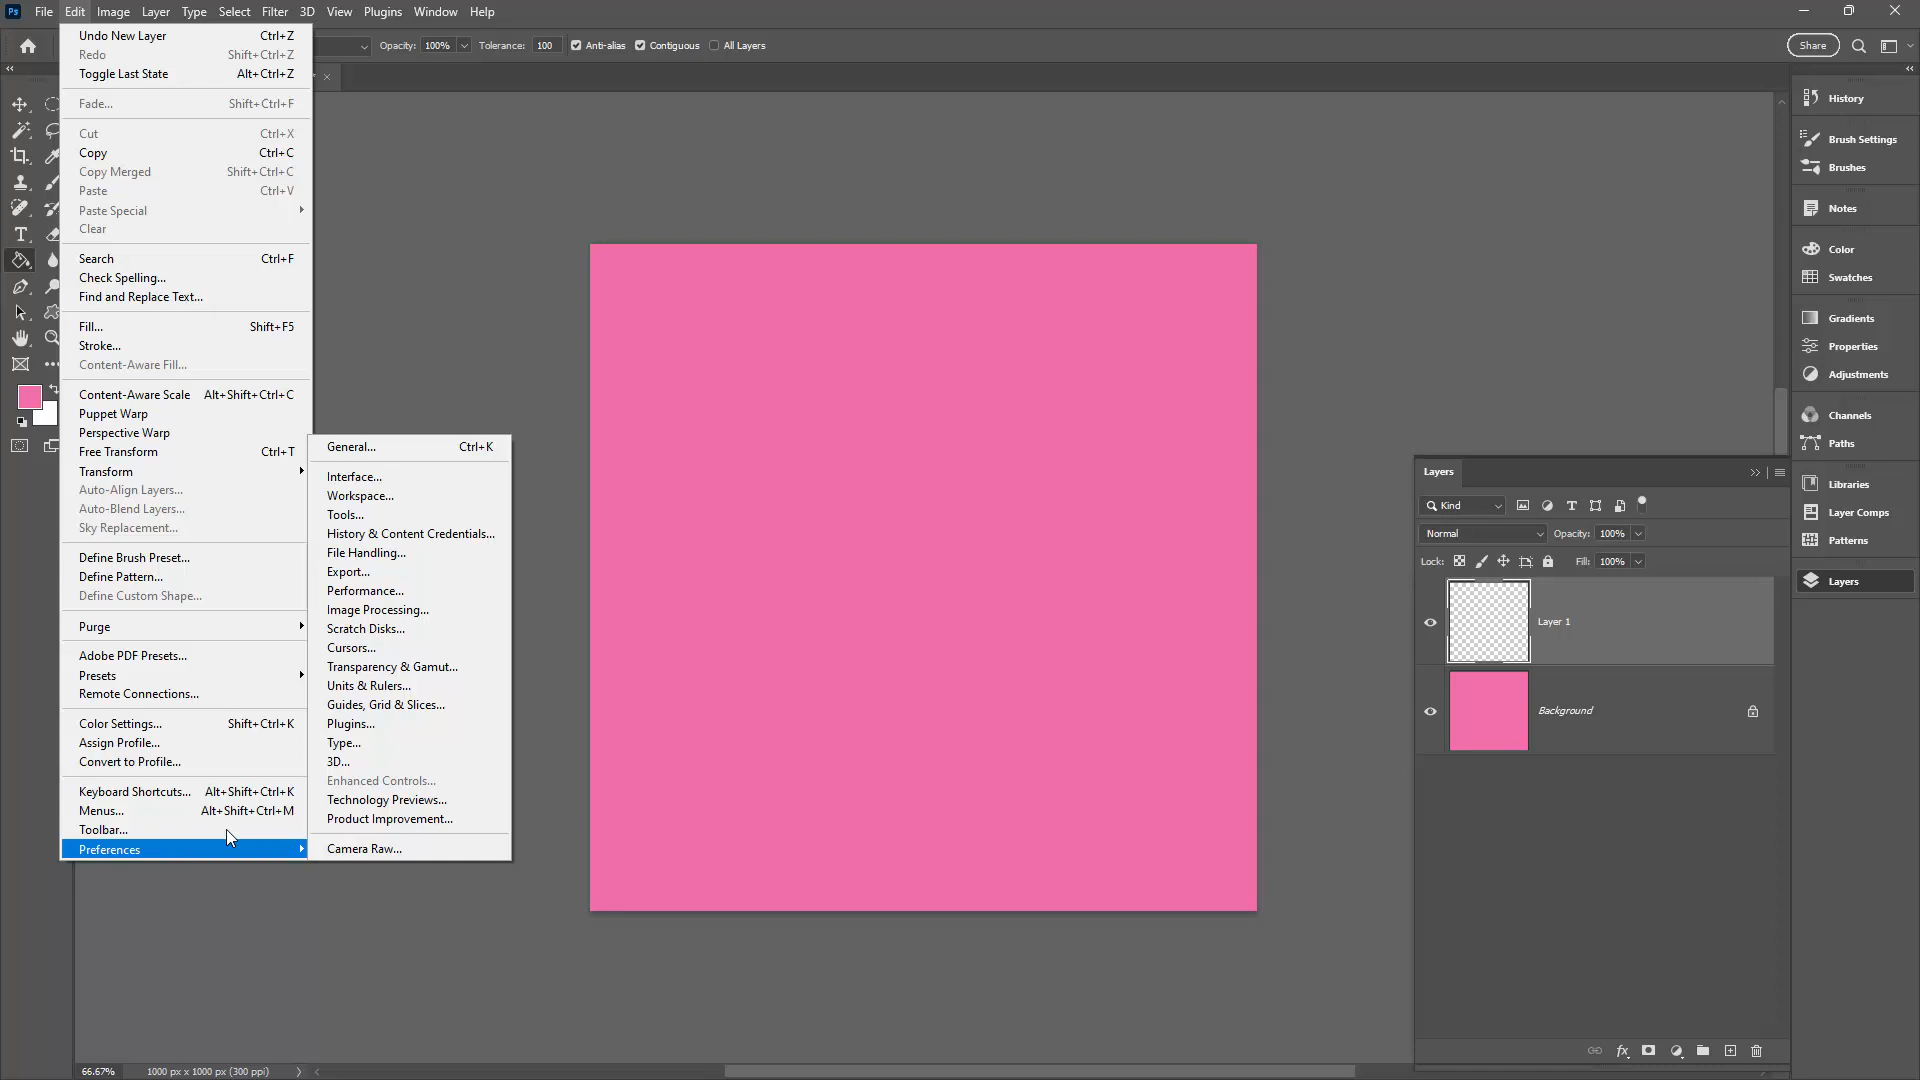 Ps File Edit Image Layer Type Select Filter 3D View Plugins Window Help
Opacity: 100% Tolerance: 100 Anti-alias Contiguous All Layers Share
Undo New Layer Ctrl+Z
Redo Shift+Ctrl+Z
Toggle Last State Alt+Ctrl+Z
Fade... Shift+Ctrl+F
Cut Ctrl+X
Copy Ctrl+C
Copy Merged Shift+Ctrl+C
Paste Ctrl+V
Paste Special
Clear
Search Ctrl+F
Check Spelling...
Find and Replace Text...
Fill... Shift+F5
Stroke...
Content-Aware Fill...
Content-Aware Scale Alt+Shift+Ctrl+C
Puppet Warp
Perspective Warp
Free Transform Ctrl+T
Transform
Auto-Align Layers...
Auto-Blend Layers...
Sky Replacement...
Define Brush Preset...
Define Pattern...
Define Custom Shape...
Purge
Adobe PDF Presets...
Presets
Remote Connections...
Color Settings... Shift+Ctrl+K
Assign Profile...
Convert to Profile...
Keyboard Shortcuts... Alt+Shift+Ctrl+K
Menus... Alt+Shift+Ctrl+M
Toolbar...
Preferences
General... Ctrl+K
Interface...
Workspace...
Tools...
History & Content Credentials...
File Handling...
Export...
Performance...
Image Processing...
Scratch Disks...
Cursors...
Transparency & Gamut...
Units & Rulers...
Guides, Grid & Slices...
Plugins...
Type...
3D...
Enhanced Controls...
Technology Previews...
Product Improvement...
Camera Raw...
Layers
Kind
Normal Opacity: 100%
Lock: Fill: 100%
Layer 1
Background
History
Brush Settings
Brushes
Notes
Color
Swatches
Gradients
Properties
Adjustments
Channels
Paths
Libraries
Layer Comps
Patterns
Layers
66.67% 1000 px x 1000 px (300 ppi)